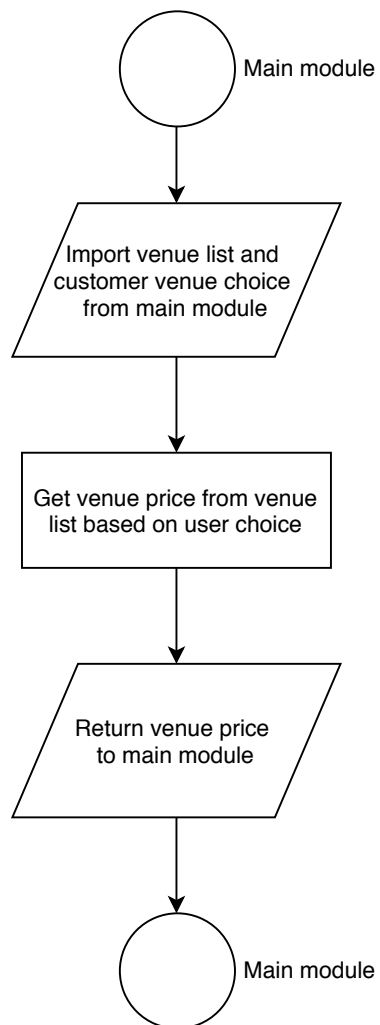 Main module
Import venue list and
customer venue choice
from main module
Get venue price from venue
list based on user choice
Return venue price
to main module
Main module